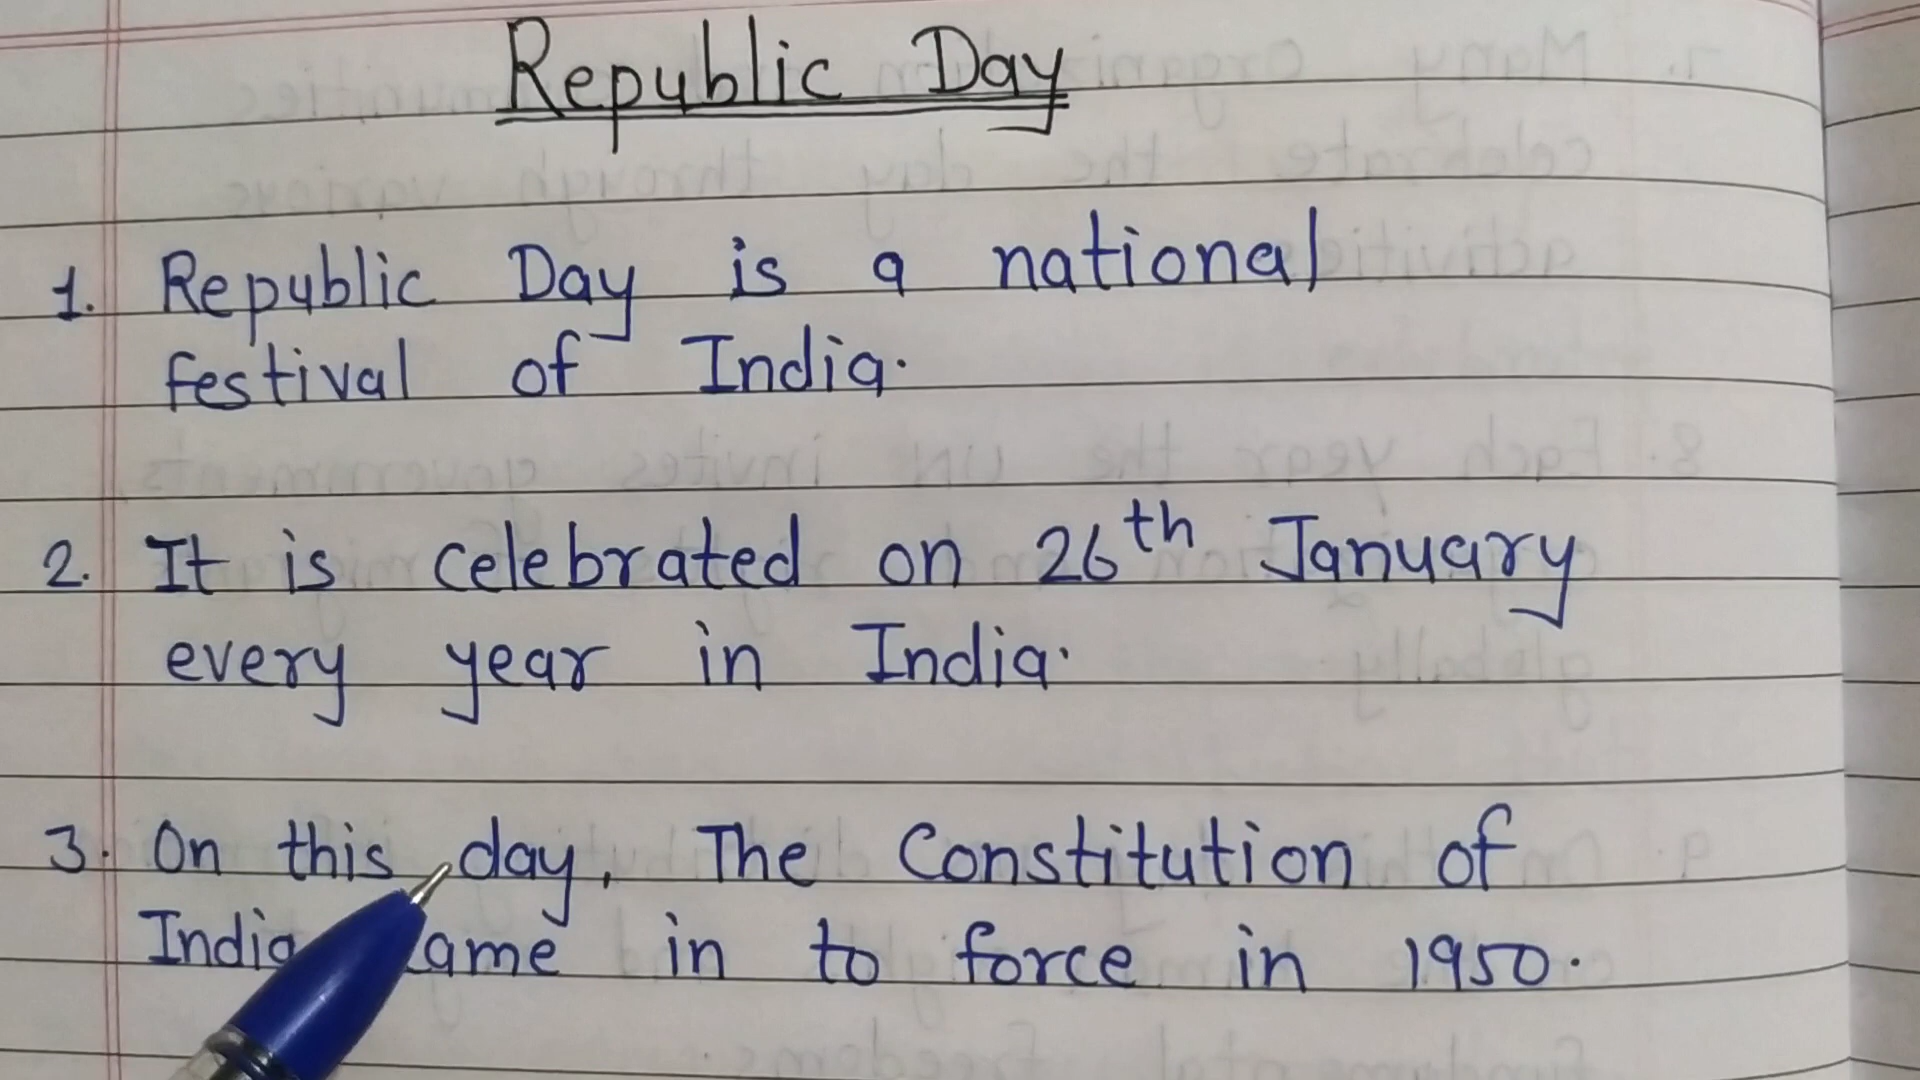 Republic Day
1. Republic Day is a national
festival of India.
2. It is celebrated on 26th January
every year in India.
3. On this day, The Constitution of
India came in to force in 1950.